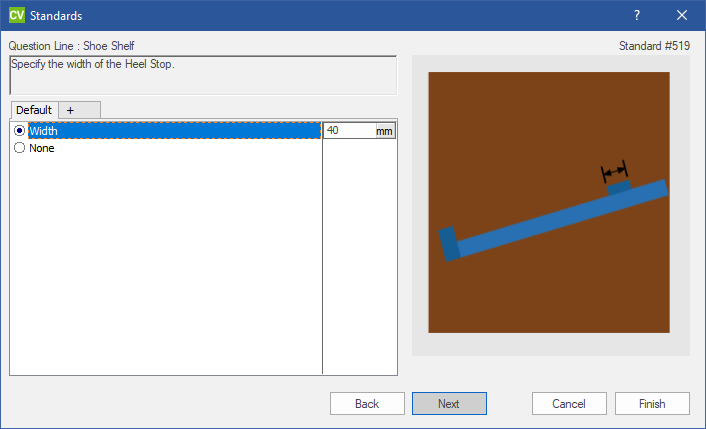 CV Standards ?
Question Line : Shoe Shelf Standard #519
Specify the width of the Heel Stop.
Default +
Width 40 mm
None
Back Next Cancel Finish